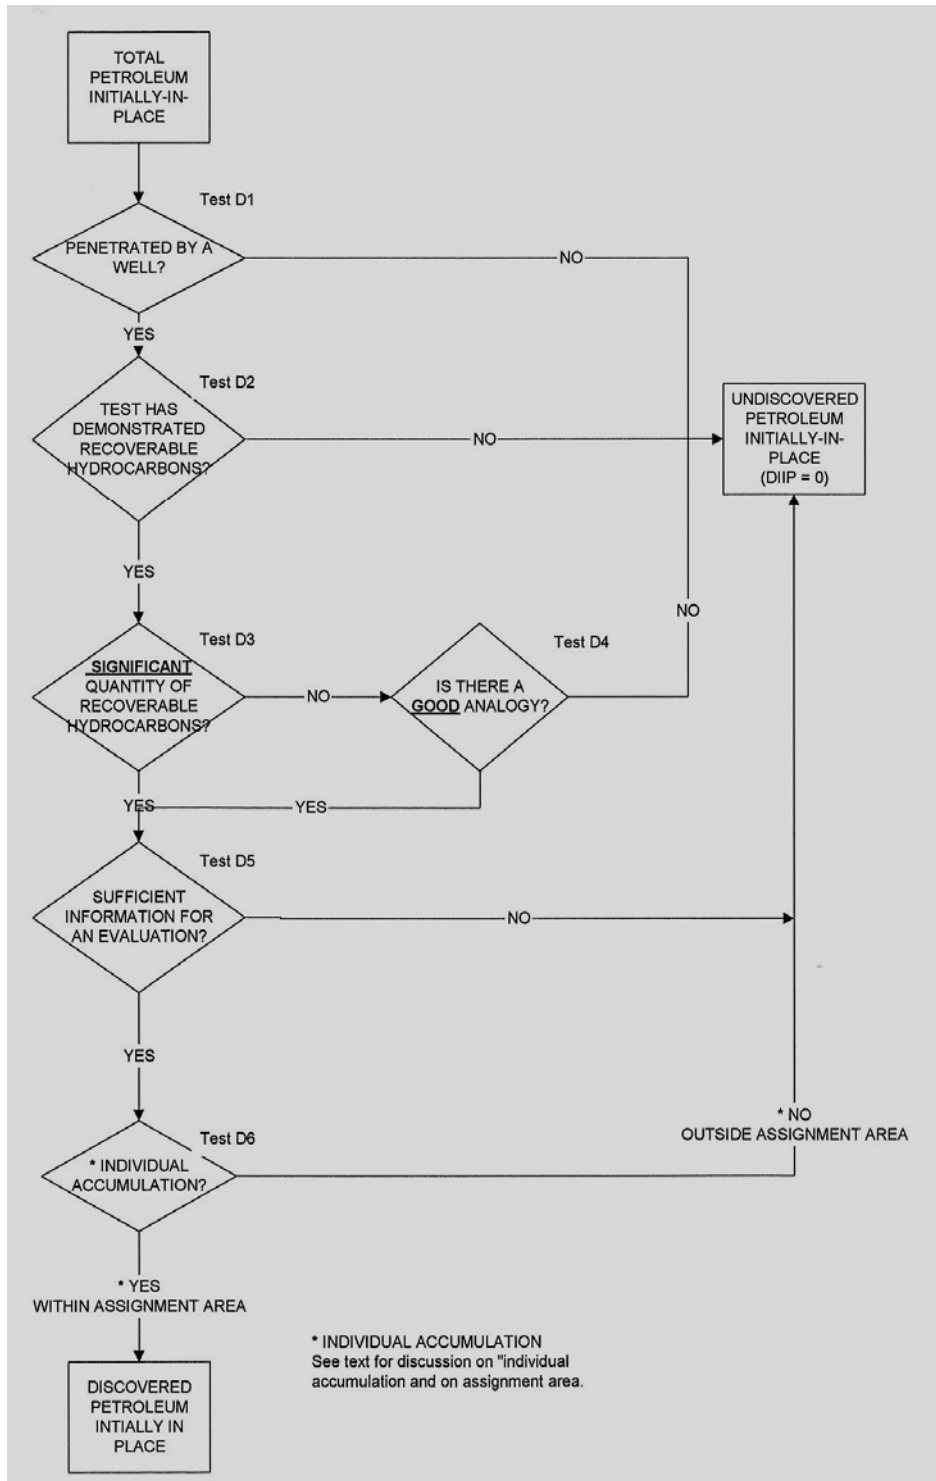 TOTAL
PETROLEUM
INITIALLY-IN-
PLACE
Test D1
PENETRATED BY A
WELL?
NO
YES
Test D2
TEST HAS
DEMONSTRATED
RECOVERABLE
HYDROCARBONS?
NO
UNDISCOVERED
PETROLEUM
INITIALLY-IN-
PLACE
(DIIP = 0)
YES
NO
Test D3
SIGNIFICANT
QUANTITY OF
RECOVERABLE
HYDROCARBONS?
NO
Test D4
IS THERE A
GOOD ANALOGY?
YES
YES
Test D5
SUFFICIENT
INFORMATION FOR
AN EVALUATION?
NO
YES
* NO
OUTSIDE ASSIGNMENT AREA
Test D6
* INDIVIDUAL
ACCUMULATION?
* YES
WITHIN ASSIGNMENT AREA
* INDIVIDUAL ACCUMULATION
See text for discussion on "individual
accumulation and on assignment area.
DISCOVERED
PETROLEUM
INTIALLY IN
PLACE